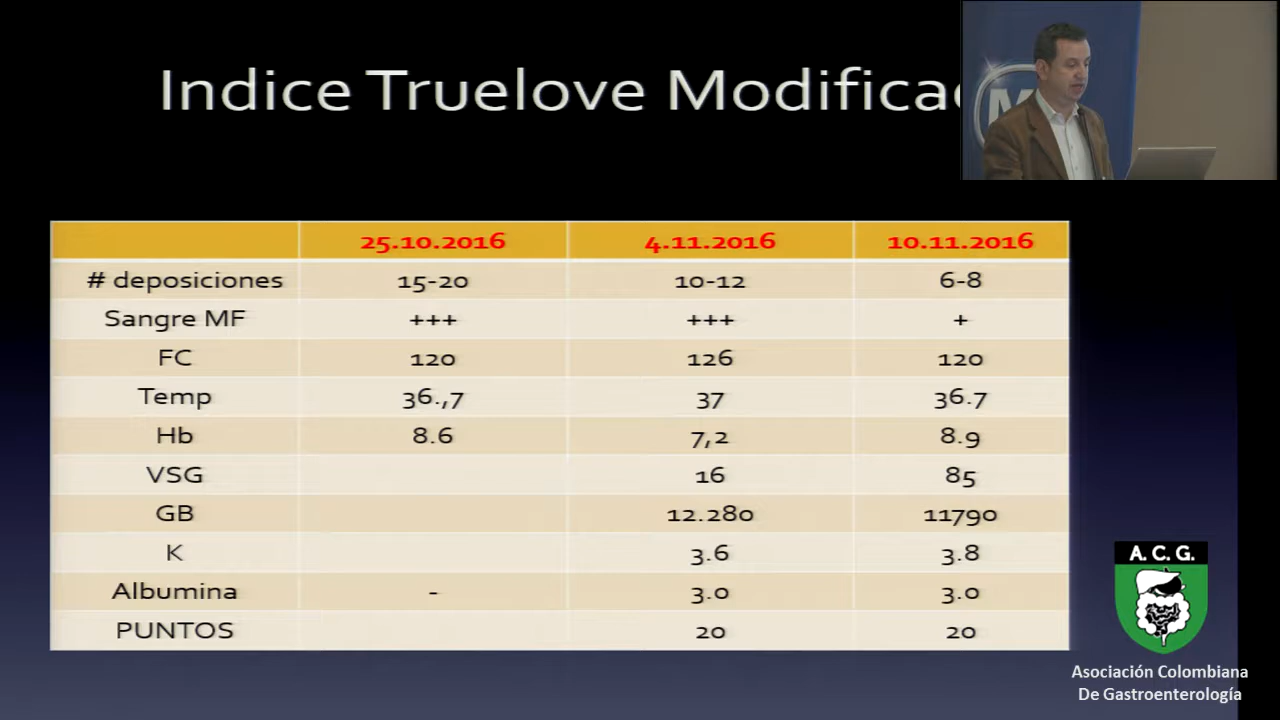 Indice Truelove
25.10.2016 4.11.2016 10.11.2016
# deposiciones 15-20 10-12 6-8
Sangre MF +++ +++ +
FC 120 126 120
Temp 36.,7 37 36.7
Hb 8.6 7,2 8.9
VSG 16 85
GB 12.280 11790
K 3.6 3.8
Albumina - 3.0 3.0
PUNTOS 20 20
A. C. G.
Asociación Colombiana
De Gastroenterología